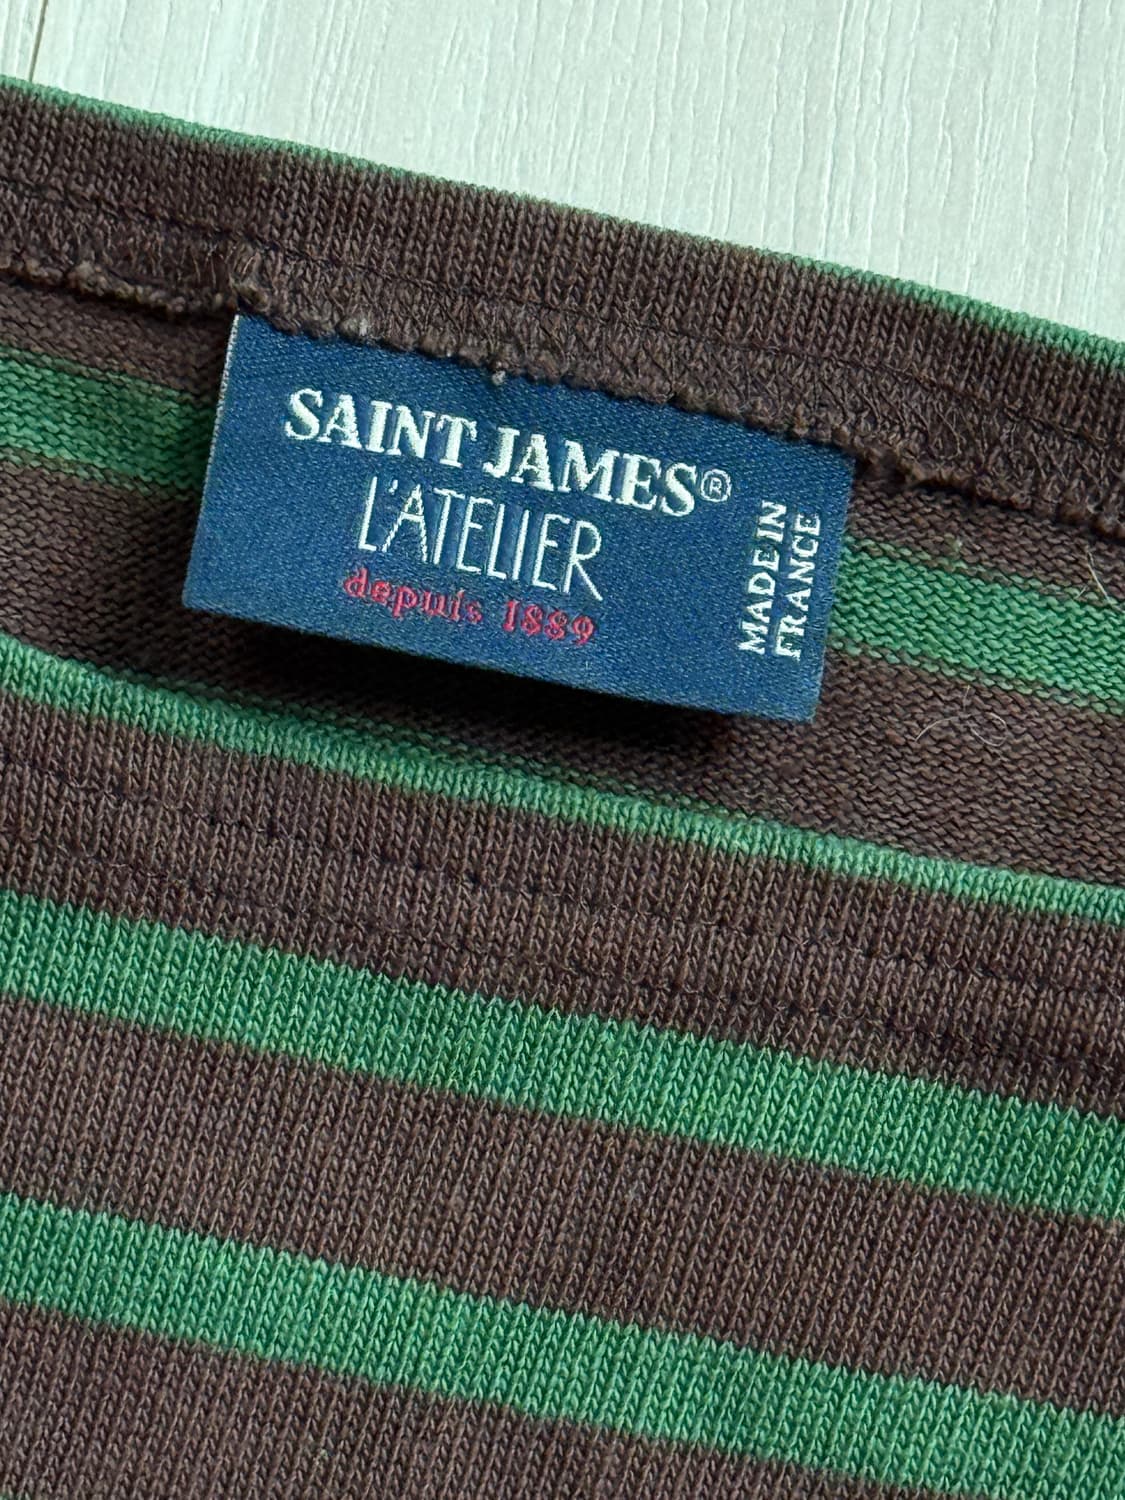 SAINT JAMES®
L'ATELIER
depuis 1889
MADE IN
FRANCE